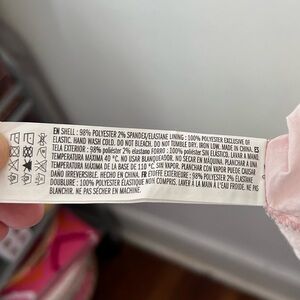 EN SHELL : 98% POLYESTER 2% SPANDEX/ELASTANE LINING : 100% POLYESTER EXCLUSIVE OF
ELASTIC. HAND WASH COLD. DO NOT BLEACH. DO NOT TUMBLE DRY. IRON LOW. MADE IN CHINA. ES
TELA EXTERIOR : 98% poliéster 2% elastano FORRO : 100% poliéster SIN ELÁSTICO. LAVAR A MANO.
TEMPERATURA MÁXIMA 40 °C. NO USAR BLANQUEADOR. NO SECAR EN MÁQUINA. PLANCHAR A UNA
TEMPERATURA MÁXIMA DE LA BASE DE 110 °C SIN VAPOR. PLANCHAR CON VAPOR PUEDE CAUSAR
DAÑO IRREVERSIBLE. HECHO EN CHINA. FR ÉTOFFE EXTÉRIEURE : 98% POLYESTER 2% ÉLASTANE
DOUBLURE : 100% POLYESTER ÉLASTIQUE NON COMPRIS. LAVER À LA MAIN À L'EAU FROIDE. NE PAS
BLANCHIR. NE PAS SÉCHER EN MACHINE.